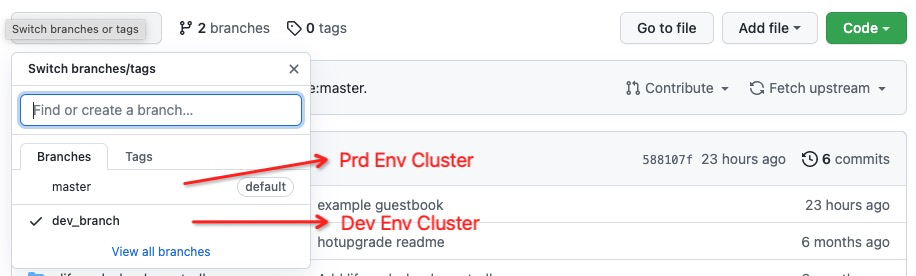 Switch branches or tags
2 branches
0 tags
Go to file
Add file
Code
Switch branches/tags
Find or create a branch...
e:master.
Contribute
Fetch upstream
Branches
Tags
Prd Env Cluster
588107f 23 hours ago
6 commits
master
default
example guestbook
23 hours ago
dev_branch
Dev Env Cluster
hotupgrade readme
6 months ago
View all branches